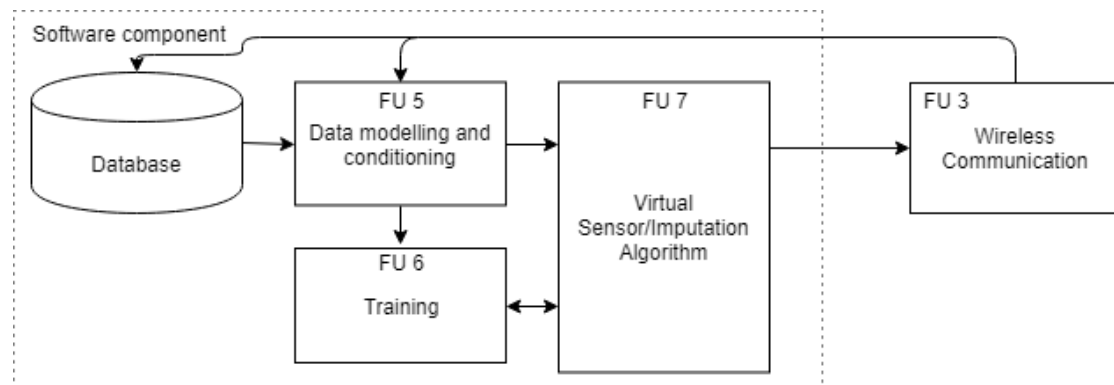 Software component
Database
FU 5
Data modelling and
conditioning
FU 6
Training
FU 7
Virtual
Sensor/Imputation
Algorithm
FU 3
Wireless
Communication